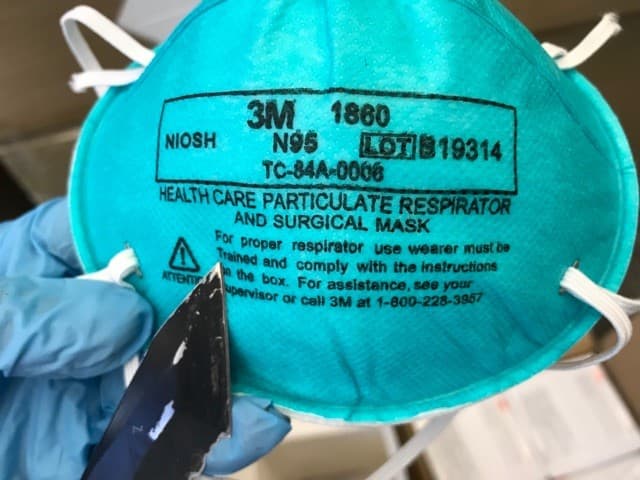 3M 1860
NIOSH N95 LOT B19314
TC-84A-0006
HEALTH CARE PARTICULATE RESPIRATOR
AND SURGICAL MASK
For proper respirator use wearer must be
trained and comply with the instructions
on the box. For assistance, see your
supervisor or call 3M at 1-800-228-3957
ATTENTI